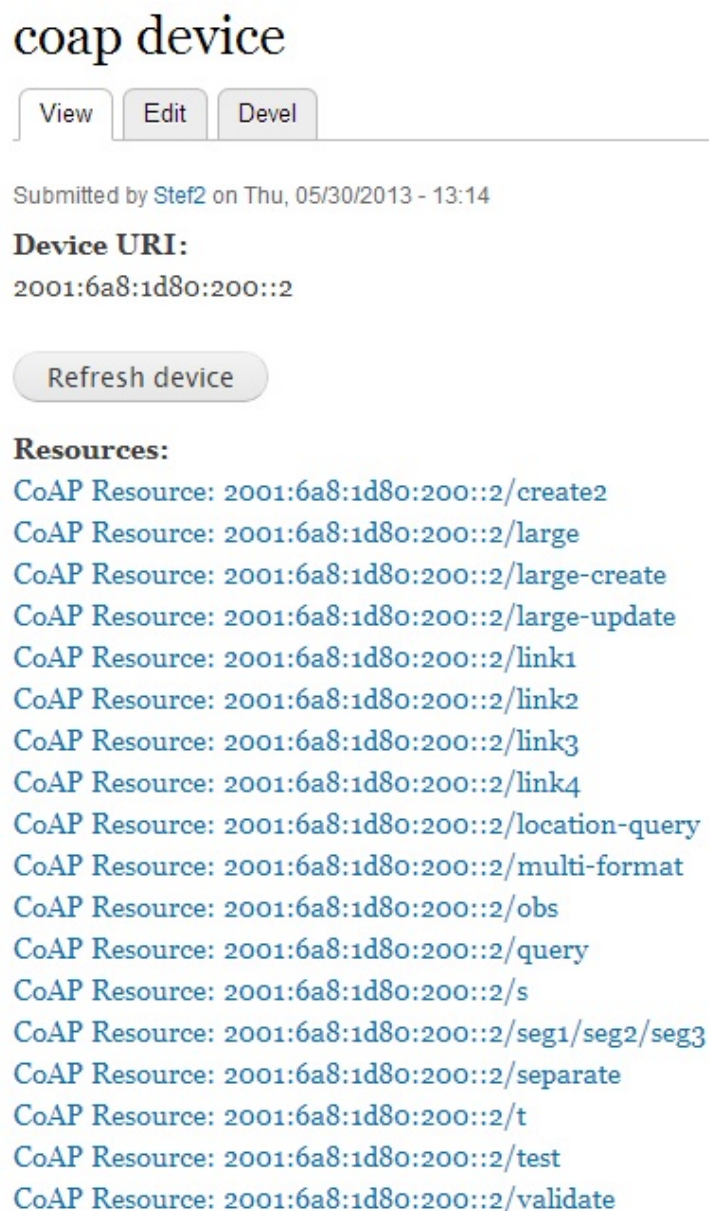 coap device
View Edit Devel
Submitted by Stef2 on Thu, 05/30/2013 - 13:14
Device URI:
2001:6a8:1d80:200::2
Refresh device
Resources:
CoAP Resource: 2001:6a8:1d80:200::2/create2
CoAP Resource: 2001:6a8:1d80:200::2/large
CoAP Resource: 2001:6a8:1d80:200::2/large-create
CoAP Resource: 2001:6a8:1d80:200::2/large-update
CoAP Resource: 2001:6a8:1d80:200::2/link1
CoAP Resource: 2001:6a8:1d80:200::2/link2
CoAP Resource: 2001:6a8:1d80:200::2/link3
CoAP Resource: 2001:6a8:1d80:200::2/link4
CoAP Resource: 2001:6a8:1d80:200::2/location-query
CoAP Resource: 2001:6a8:1d80:200::2/multi-format
CoAP Resource: 2001:6a8:1d80:200::2/obs
CoAP Resource: 2001:6a8:1d80:200::2/query
CoAP Resource: 2001:6a8:1d80:200::2/s
CoAP Resource: 2001:6a8:1d80:200::2/seg1/seg2/seg3
CoAP Resource: 2001:6a8:1d80:200::2/separate
CoAP Resource: 2001:6a8:1d80:200::2/t
CoAP Resource: 2001:6a8:1d80:200::2/test
CoAP Resource: 2001:6a8:1d80:200::2/validate